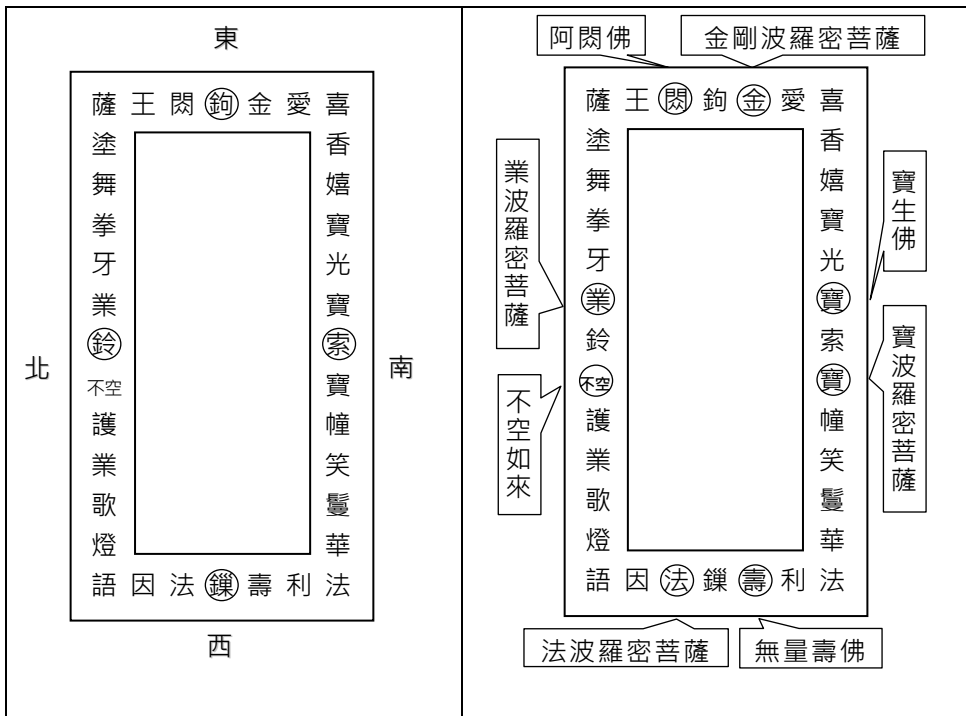 東
薩王閦鉤金愛喜
塗舞拳牙業鈴不空護業歌燈
香嬉寶光寶索寶幢笑鬘華
語因法鏁壽利法
北
南
西
阿閦佛
金剛波羅密菩薩
薩王閦鉤金愛喜
塗舞拳牙業鈴不空護業歌燈
香嬉寶光寶索寶幢笑鬘華
語因法鏁壽利法
業波羅密菩薩
不空如來
寶生佛
寶波羅密菩薩
法波羅密菩薩
無量壽佛